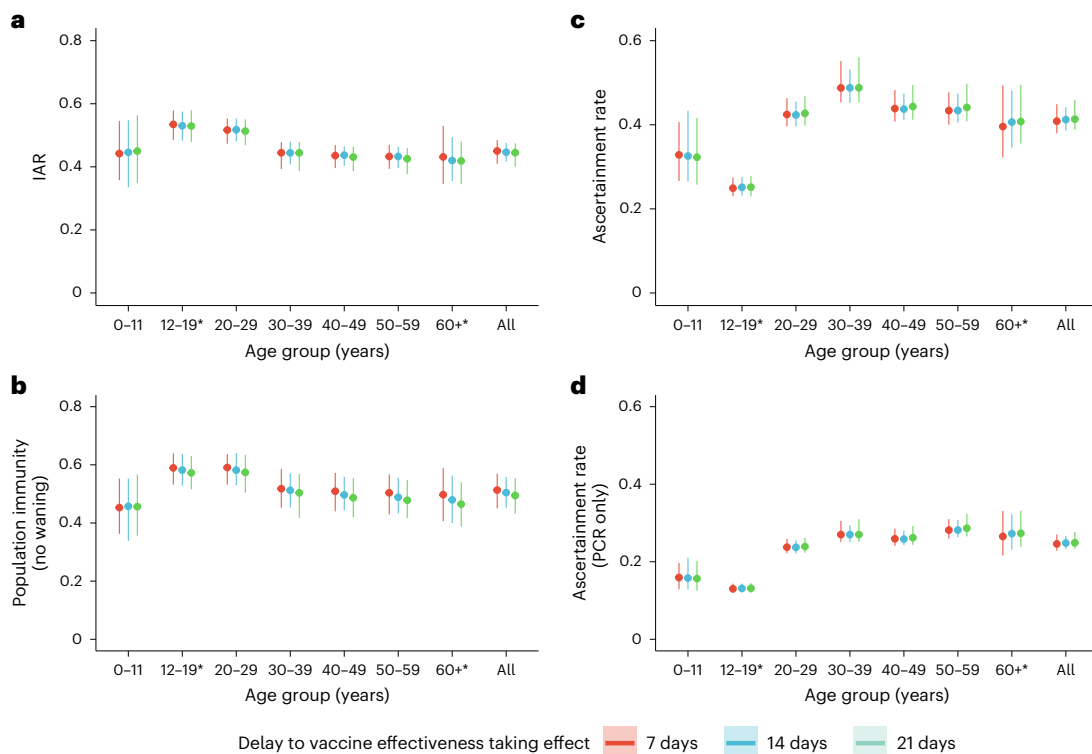 a
IAR
0.8
0.6
0.4
0.2
0
0–11 12–19* 20–29 30–39 40–49 50–59 60+* All
Age group (years)
b
Population immunity
(no waning)
0.8
0.6
0.4
0.2
0
0–11 12–19* 20–29 30–39 40–49 50–59 60+* All
Age group (years)
c
Ascertainment rate
0.6
0.4
0.2
0
0–11 12–19* 20–29 30–39 40–49 50–59 60+* All
Age group (years)
d
Ascertainment rate
(PCR only)
0.6
0.4
0.2
0
0–11 12–19* 20–29 30–39 40–49 50–59 60+* All
Age group (years)
Delay to vaccine effectiveness taking effect 7 days 14 days 21 days